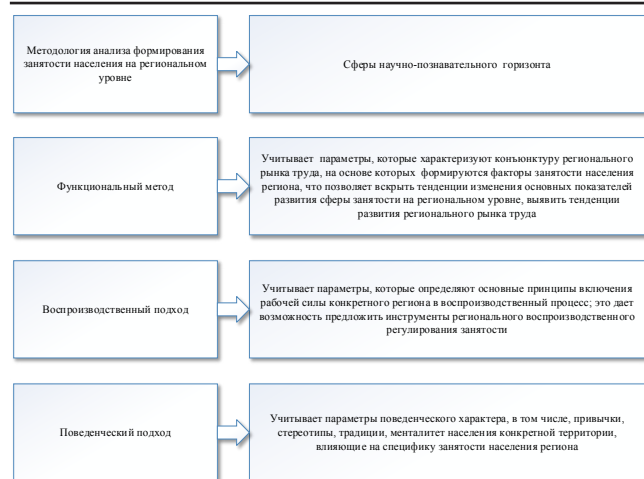 Методология анализа формирования
занятости населения на региональном
уровне
Сферы научно-познавательного горизонта
Функциональный метод
Учитывает параметры, которые характеризуют конъюнктуру регионального
рынка труда, на основе которых формируются факторы занятости населения
региона, что позволяет вскрыть тенденции изменения основных показателей
развития сферы занятости на региональном уровне, выявить тенденции
развития регионального рынка труда
Воспроизводственный подход
Учитывает параметры, которые определяют основные принципы включения
рабочей силы конкретного региона в воспроизводственный процесс; это дает
возможность предложить инструменты регионального воспроизводственного
регулирования занятости
Поведенческий подход
Учитывает параметры поведенческого характера, в том числе, привычки,
стереотипы, традиции, менталитет населения конкретной территории,
влияющие на специфику занятости населения региона